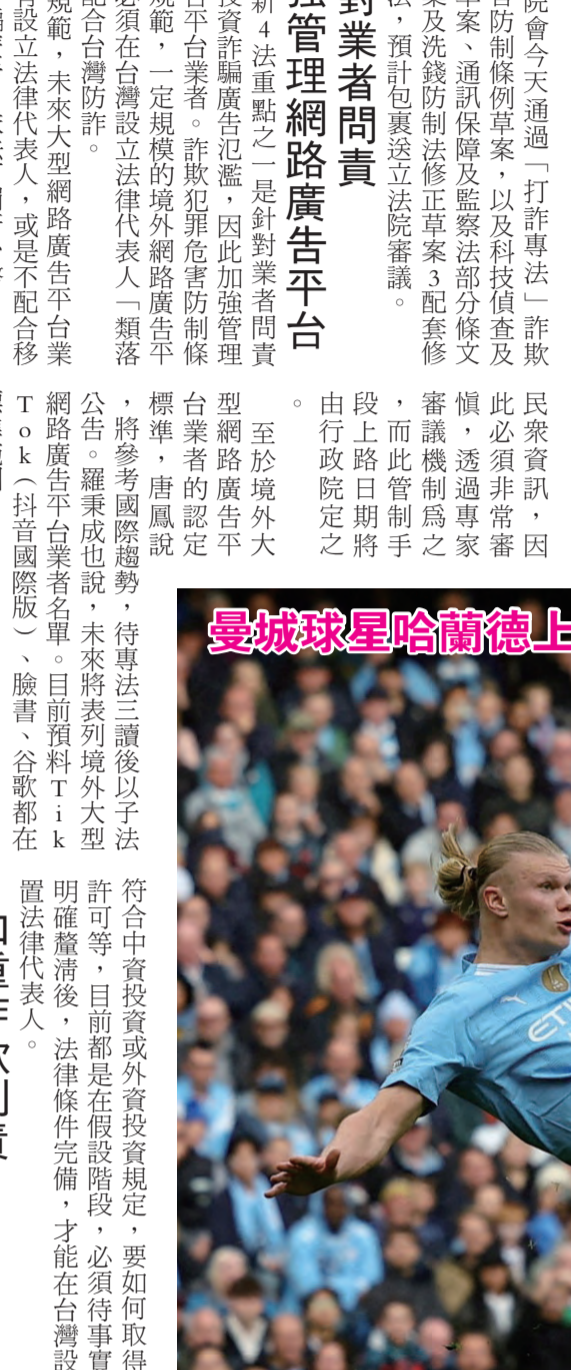 院會今天通過「打詐專法」詐欺
害防制條例草案，以及科技偵查及
草案、通訊保障及監察法部分條文
案及洗錢防制法修正草案3配套修
法，預計包裹送立法院審議。
對業者問責
強管理網路廣告平台
新4法重點之一是針對業者問責
投資詐騙廣告氾濫，因此加強管理
告平台業者。詐欺犯罪危害防制條
規範，一定規模的境外網路廣告平
必須在台灣設立法律代表人「類落
配合台灣防詐。
規範，未來大型網路廣告平台業
有設立法律代表人，或是不配合移
民衆資訊，因
此必須非常審
慎，透過專家
審議機制爲之
，而此管制手
段上路日期將
由行政院定之
。
至於境外大
型網路廣告平
台業者的認定
標準，唐鳳說
，將參考國際趨勢，待專法三讀後以子法
公告。羅秉成也說，未來將表列境外大型
網路廣告平台業者名單。目前預料Tik
Tok（抖音國際版）、臉書、谷歌都在
符合中資投資或外資投資規定，要如何取得
許可等，目前都是在假設階段，必須待事實
明確釐清後，法律條件完備，才能在台灣設
置法律代表人。
曼城球星哈蘭德上
ETI